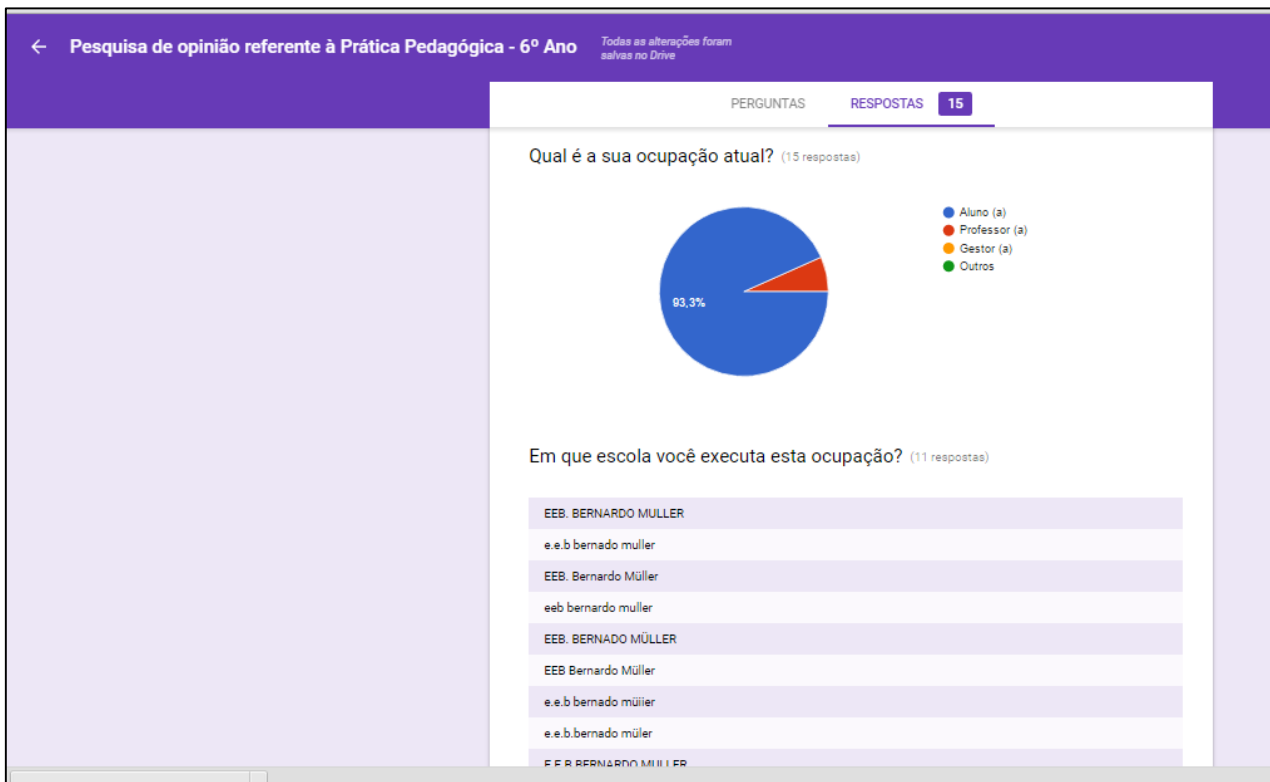 ← Pesquisa de opinião referente à Prática Pedagógica - 6º Ano
Todas as alterações foram
salvas no Drive
PERGUNTAS RESPOSTAS 15
Qual é a sua ocupação atual? (15 respostas)
93,3%
Aluno (a)
Professor (a)
Gestor (a)
Outros
Em que escola você executa esta ocupação? (11 respostas)
EEB. BERNARDO MULLER
e.e.b bernado muller
EEB. Bernardo Müller
eeb bernardo muller
EEB. BERNADO MÜLLER
EEB Bernardo Müller
e.e.b bernado müiier
e.e.b.bernado müler
E.E.B BERNARDO MULLER